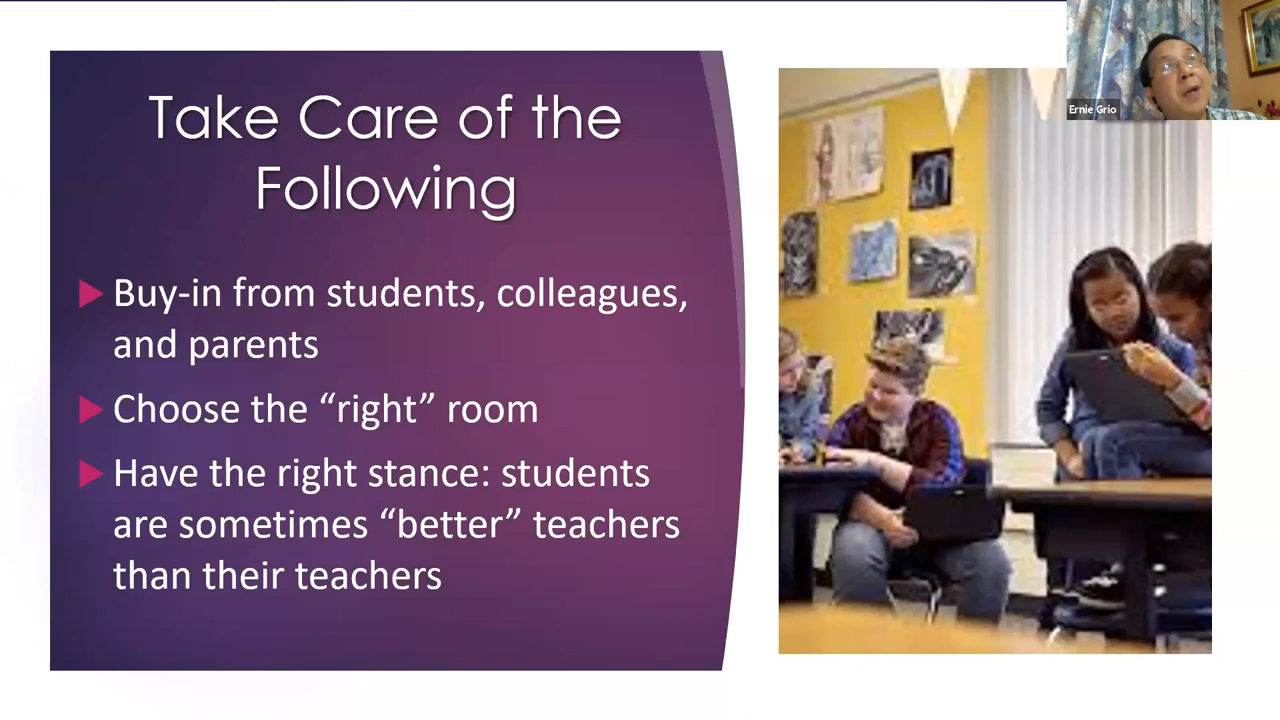 Take Care of the
Following
Buy-in from students, colleagues,
and parents
Choose the “right” room
Have the right stance: students
are sometimes “better” teachers
than their teachers
Ernie Grio